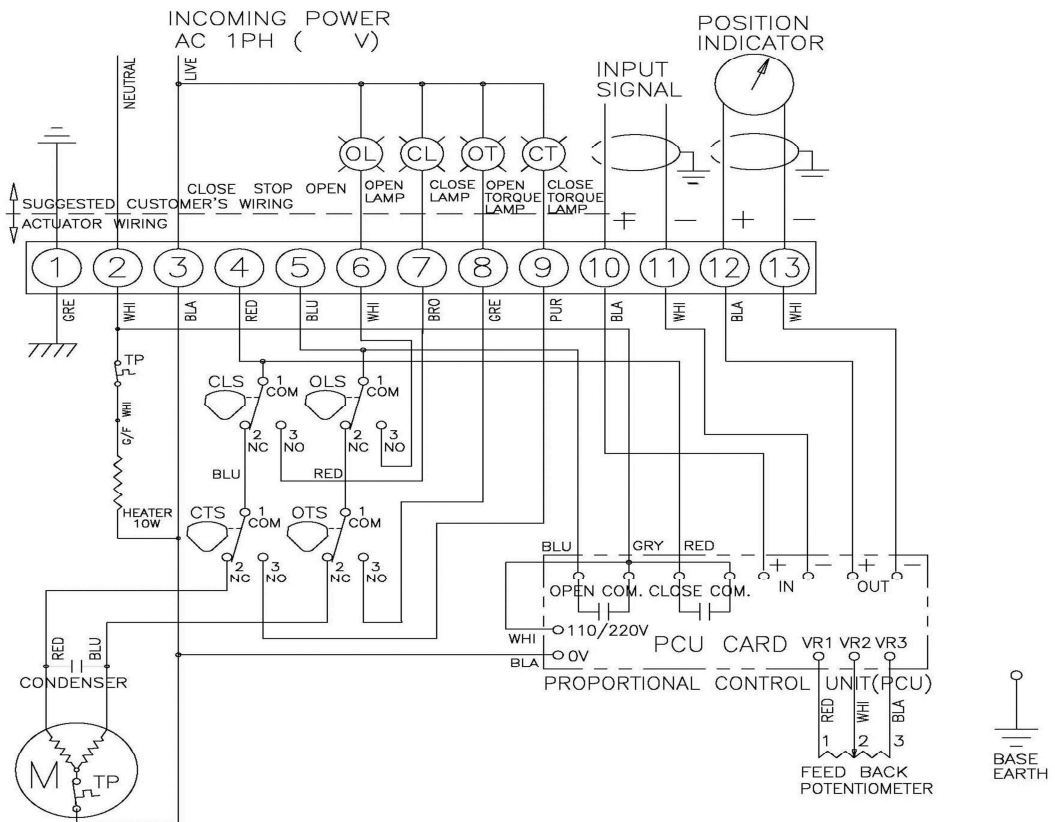 INCOMING POWER
AC 1PH ( V)
POSITION
INDICATOR
NEUTRAL
LIVE
INPUT
SIGNAL
OL
CL
OT
CT
CLOSE STOP OPEN
OPEN
LAMP
CLOSE
LAMP
OPEN
TORQUE
LAMP
CLOSE
TORQUE
LAMP
SUGGESTED CUSTOMER'S WIRING
ACTUATOR WIRING
+ - + -
1 2 3 4 5 6 7 8 9 10 11 12 13
GRE WHI BLA RED BLU WHI BRO GRE PUR BLA WHI BLA WHI
TP
G/F WHI
HEATER
10W
CLS
1
COM
2
NC
3
NO
OLS
1
COM
2
NC
3
NO
BLU
RED
CTS
1
COM
2
NC
3
NO
OTS
1
COM
2
NC
3
NO
BLU GRY RED
+ - + -
IN OUT
OPEN COM. CLOSE COM.
WHI
110/220V
BLA
0V
PCU CARD
VR1 VR2 VR3
PROPORTIONAL CONTROL UNIT(PCU)
RED WHI BLA
1 2 3
FEED BACK
POTENTIOMETER
RED BLU
CONDENSER
M
TP
BASE
EARTH